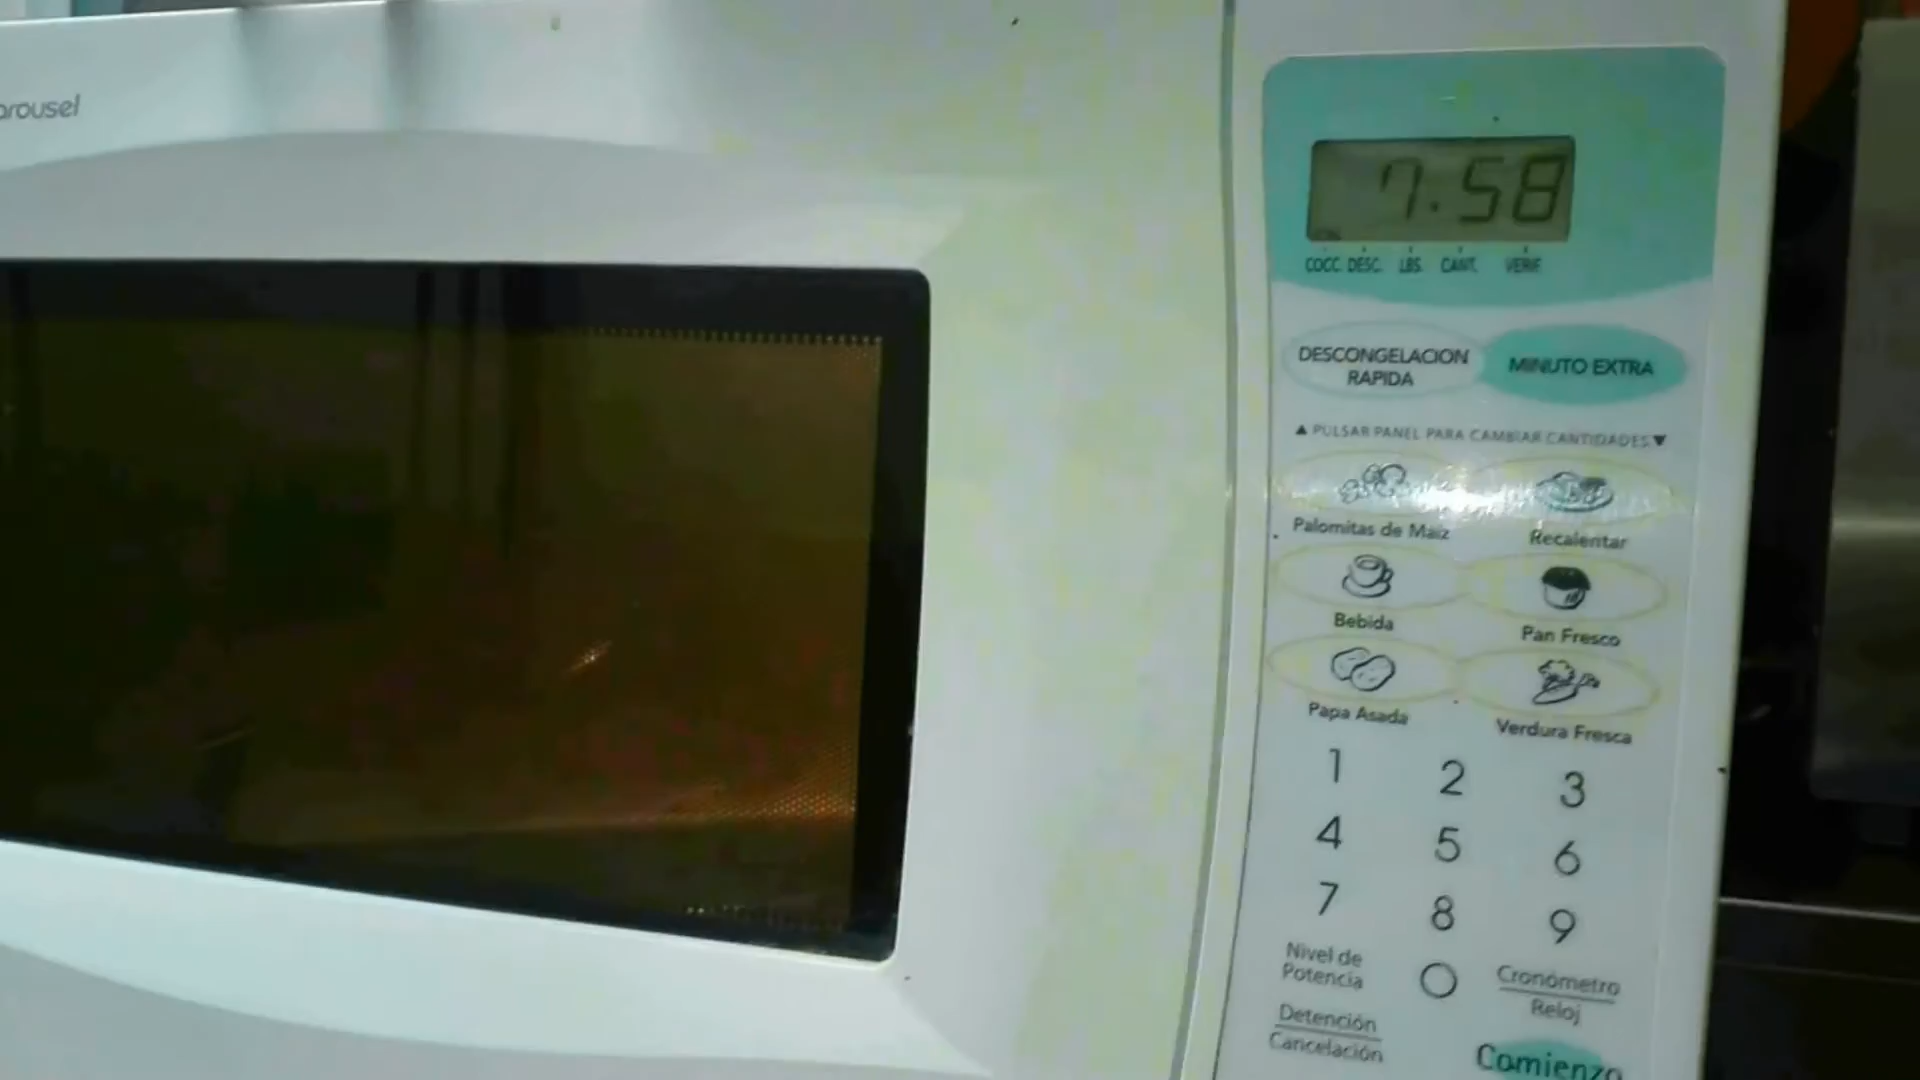 arousel
7.58
COCC. DESC. LBS. CANT. VERIF.
DESCONGELACION
RAPIDA
MINUTO EXTRA
▲ PULSAR PANEL PARA CAMBIAR CANTIDADES ▼
Palomitas de Maiz
Recalentar
Bebida
Pan Fresco
Papa Asada
Verdura Fresca
1 2 3
4 5 6
7 8 9
Nivel de
Potencia
0
Cronómetro
Reloj
Detención
Cancelación
Comienzo